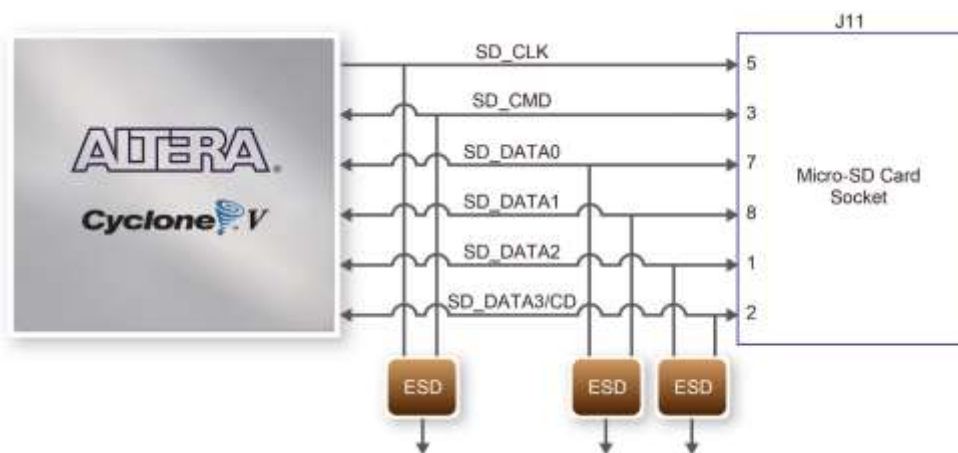 J11
SD_CLK
5
SD_CMD
3
ALTERA®
SD_DATA0
7
Micro-SD Card
Socket
Cyclone V
SD_DATA1
8
SD_DATA2
1
SD_DATA3/CD
2
ESD
ESD
ESD